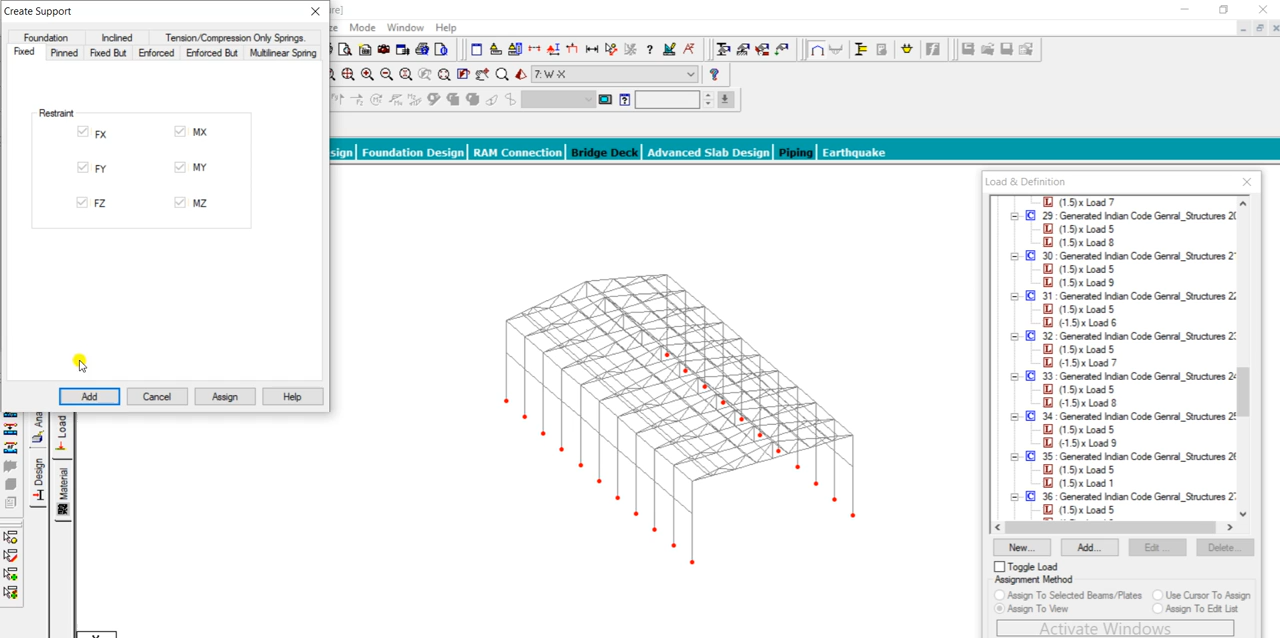 Create Support
ure]
ze Mode Window Help
Foundation Inclined Tension/Compression Only Springs.
Fixed Pinned Fixed But Enforced Enforced But Multilinear Spring
7: W -X
Restraint
FX MX
FY MY
FZ MZ
sign Foundation Design RAM Connection Bridge Deck Advanced Slab Design Piping Earthquake
Add Cancel Assign Help
Load
Design
Material
Load & Definition
(1.5) x Load 7
29 : Generated Indian Code Genral_Structures 20
(1.5) x Load 5
(1.5) x Load 8
30 : Generated Indian Code Genral_Structures 21
(1.5) x Load 5
(1.5) x Load 9
31 : Generated Indian Code Genral_Structures 22
(1.5) x Load 5
(-1.5) x Load 6
32 : Generated Indian Code Genral_Structures 23
(1.5) x Load 5
(-1.5) x Load 7
33 : Generated Indian Code Genral_Structures 24
(1.5) x Load 5
(-1.5) x Load 8
34 : Generated Indian Code Genral_Structures 25
(1.5) x Load 5
(-1.5) x Load 9
35 : Generated Indian Code Genral_Structures 26
(1.5) x Load 5
(1.5) x Load 1
36 : Generated Indian Code Genral_Structures 27
(1.5) x Load 5
New... Add... Edit ... Delete...
Toggle Load
Assignment Method
Assign To Selected Beams/Plates Use Cursor To Assign
Assign To View Assign To Edit List
Activate Windows